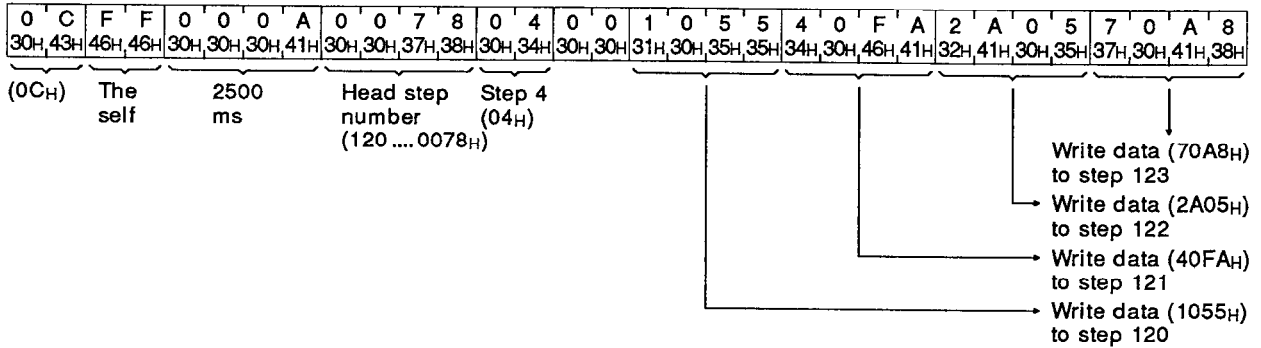 0 C F F 0 0 0 A 0 0 7 8 0 4 0 0 1 0 5 5 4 0 F A 2 A 0 5 7 0 A 8
30H,43H 46H,46H 30H,30H,30H,41H 30H,30H,37H,38H 30H,34H 30H,30H 31H,30H,35H,35H 34H,30H,46H,41H 32H,41H,30H,35H 37H,30H,41H,38H
(0CH) The 2500 Head step Step 4
self ms number (04H)
(120 .... 0078H)
Write data (70A8H)
to step 123
Write data (2A05H)
to step 122
Write data (40FAH)
to step 121
Write data (1055H)
to step 120